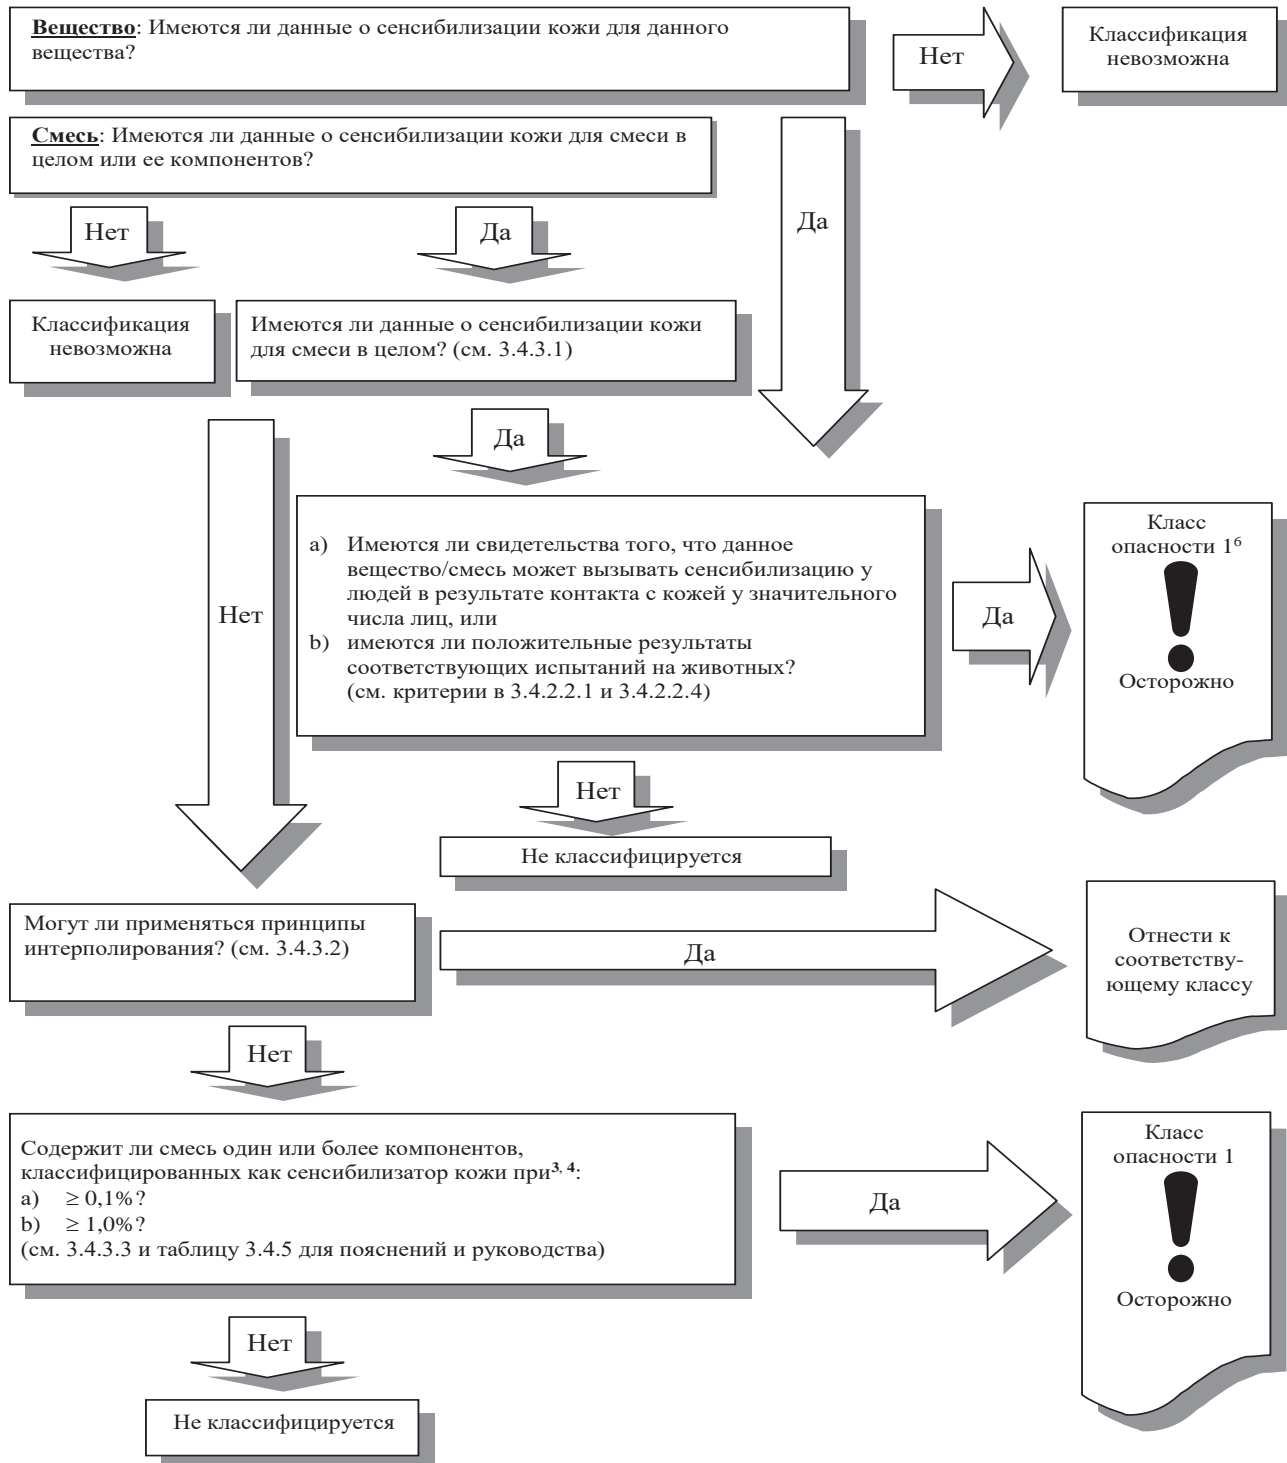 Вещество: Имеются ли данные о сенсибилизации кожи для данного
вещества?
Нет
Классификация
невозможна
Смесь: Имеются ли данные о сенсибилизации кожи для смеси в
целом или ее компонентов?
Да
Нет
Да
Классификация
невозможна
Имеются ли данные о сенсибилизации кожи
для смеси в целом? (см. 3.4.3.1)
Да
Нет
a) Имеются ли свидетельства того, что данное
вещество/смесь может вызывать сенсибилизацию у
людей в результате контакта с кожей у значительного
числа лиц, или
b) имеются ли положительные результаты
соответствующих испытаний на животных?
(см. критерии в 3.4.2.2.1 и 3.4.2.2.4)
Да
Класс
опасности 1⁶
Осторожно
Нет
Не классифицируется
Могут ли применяться принципы
интерполирования? (см. 3.4.3.2)
Да
Отнести к
соответству-
ющему классу
Нет
Содержит ли смесь один или более компонентов,
классифицированных как сенсибилизатор кожи при³, ⁴:
a) ≥ 0,1%?
b) ≥ 1,0%?
(см. 3.4.3.3 и таблицу 3.4.5 для пояснений и руководства)
Да
Класс
опасности 1
Осторожно
Нет
Не классифицируется